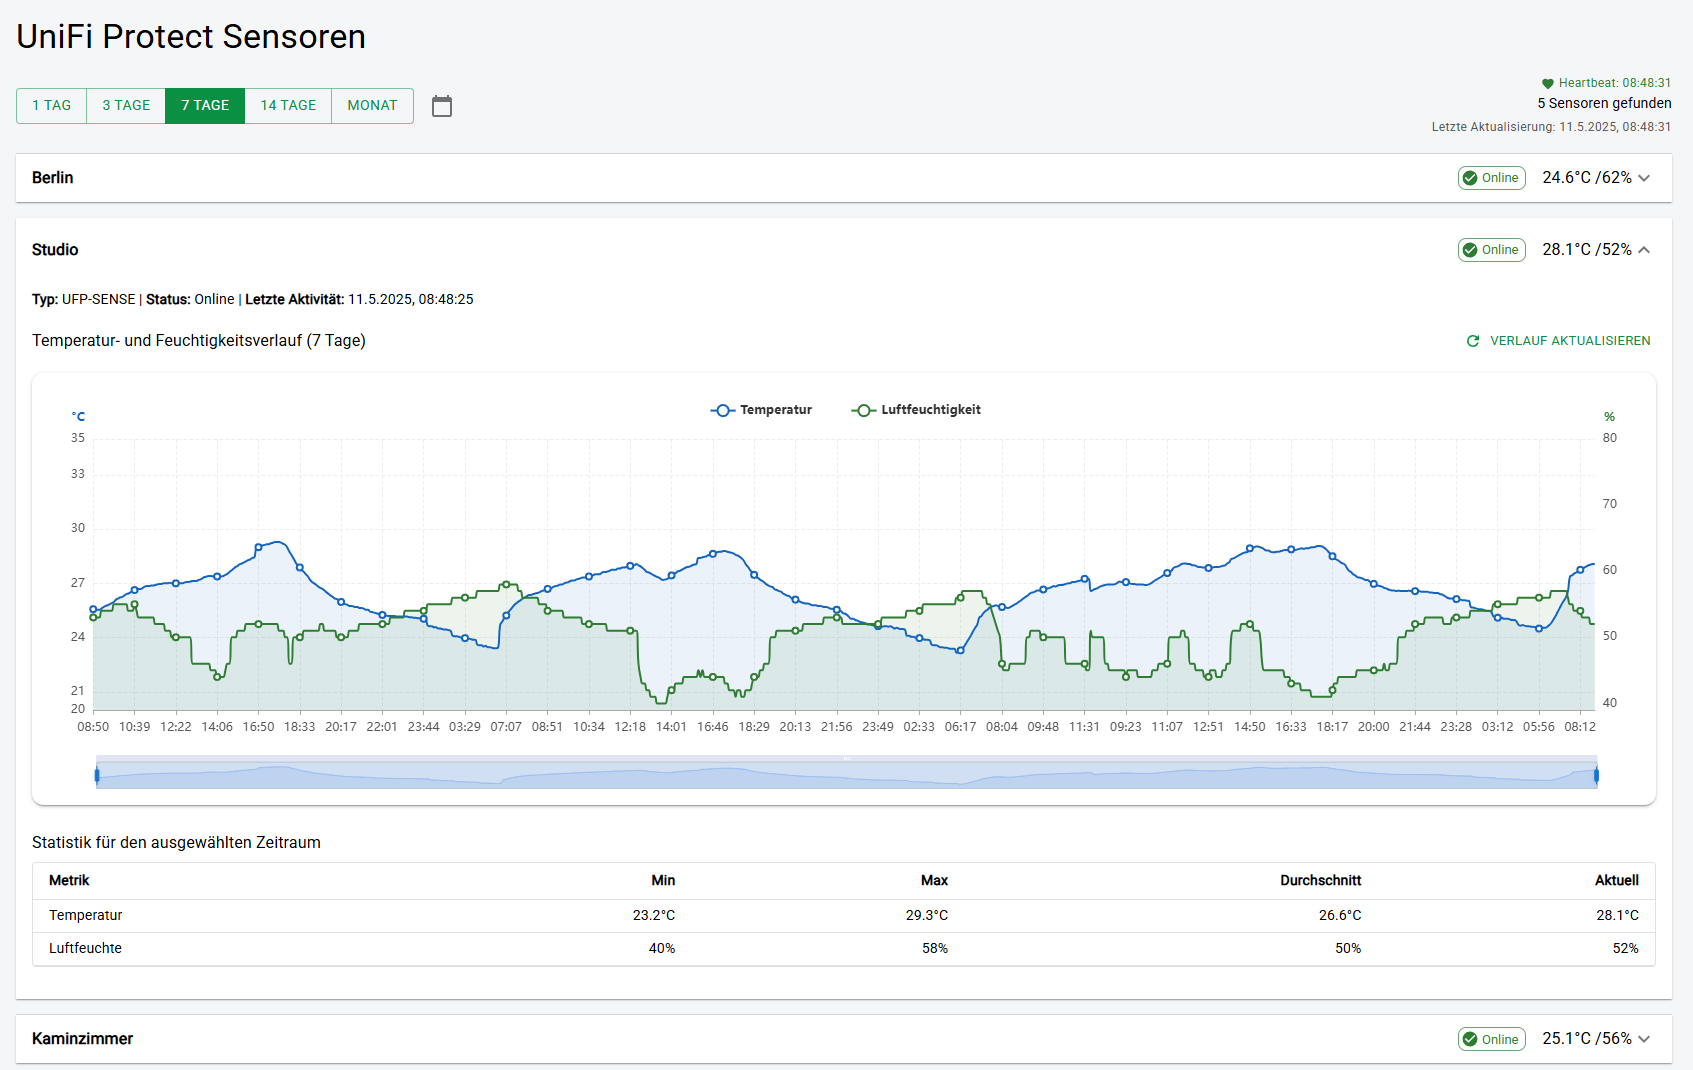 UniFi Protect Sensoren
1 TAG 3 TAGE 7 TAGE 14 TAGE MONAT
Heartbeat: 08:48:31
5 Sensoren gefunden
Letzte Aktualisierung: 11.5.2025, 08:48:31
Berlin Online 24.6°C /62%
Studio Online 28.1°C /52%
Typ: UFP-SENSE | Status: Online | Letzte Aktivität: 11.5.2025, 08:48:25
Temperatur- und Feuchtigkeitsverlauf (7 Tage) VERLAUF AKTUALISIEREN
Temperatur Luftfeuchtigkeit
°C %
35 80
33
70
30
27 60
24 50
21
20 40
08:50 10:39 12:22 14:06 16:50 18:33 20:17 22:01 23:44 03:29 07:07 08:51 10:34 12:18 14:01 16:46 18:29 20:13 21:56 23:49 02:33 06:17 08:04 09:48 11:31 09:23 11:07 12:51 14:50 16:33 18:17 20:00 21:44 23:28 03:12 05:56 08:12
Statistik für den ausgewählten Zeitraum
Metrik Min Max Durchschnitt Aktuell
Temperatur 23.2°C 29.3°C 26.6°C 28.1°C
Luftfeuchte 40% 58% 50% 52%
Kaminzimmer Online 25.1°C /56%